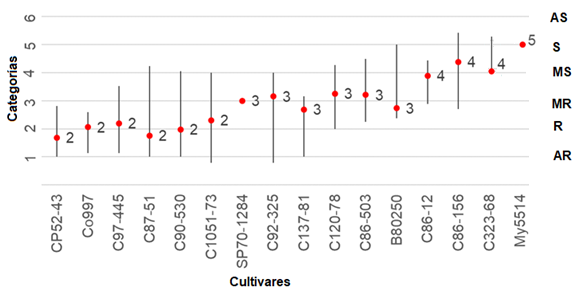 6 AS
5 S
4 MS
3 MR
2 R
1 AR
Categorías
2 2 2 2 2 2 3 3 3 3 3 3 4 4 4 5
CP52-43 Co997 C97-445 C87-51 C90-530 C1051-73 SP70-1284 C92-325 C137-81 C120-78 C86-503 B80250 C86-12 C86-156 C323-68 My5514
Cultivares